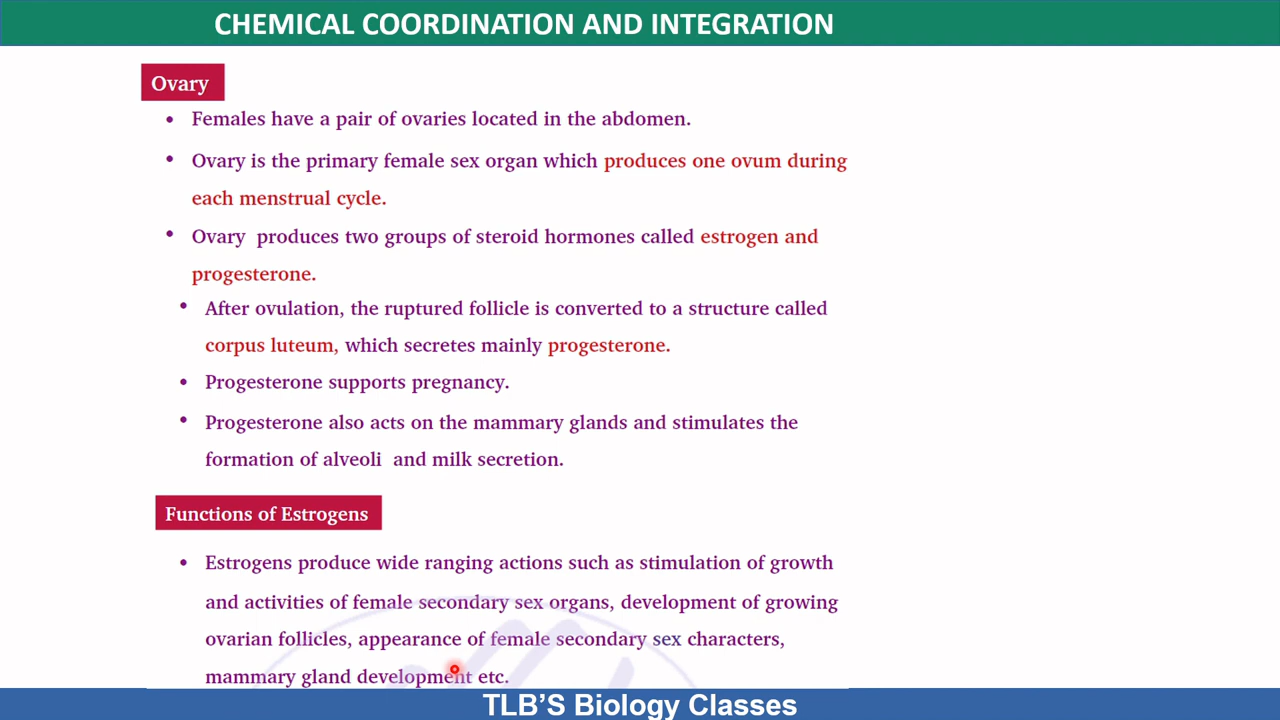 CHEMICAL COORDINATION AND INTEGRATION
Ovary
• Females have a pair of ovaries located in the abdomen.
• Ovary is the primary female sex organ which produces one ovum during
each menstrual cycle.
• Ovary produces two groups of steroid hormones called estrogen and
progesterone.
• After ovulation, the ruptured follicle is converted to a structure called
corpus luteum, which secretes mainly progesterone.
• Progesterone supports pregnancy.
• Progesterone also acts on the mammary glands and stimulates the
formation of alveoli and milk secretion.
Functions of Estrogens
• Estrogens produce wide ranging actions such as stimulation of growth
and activities of female secondary sex organs, development of growing
ovarian follicles, appearance of female secondary sex characters,
mammary gland development etc.
TLB’S Biology Classes